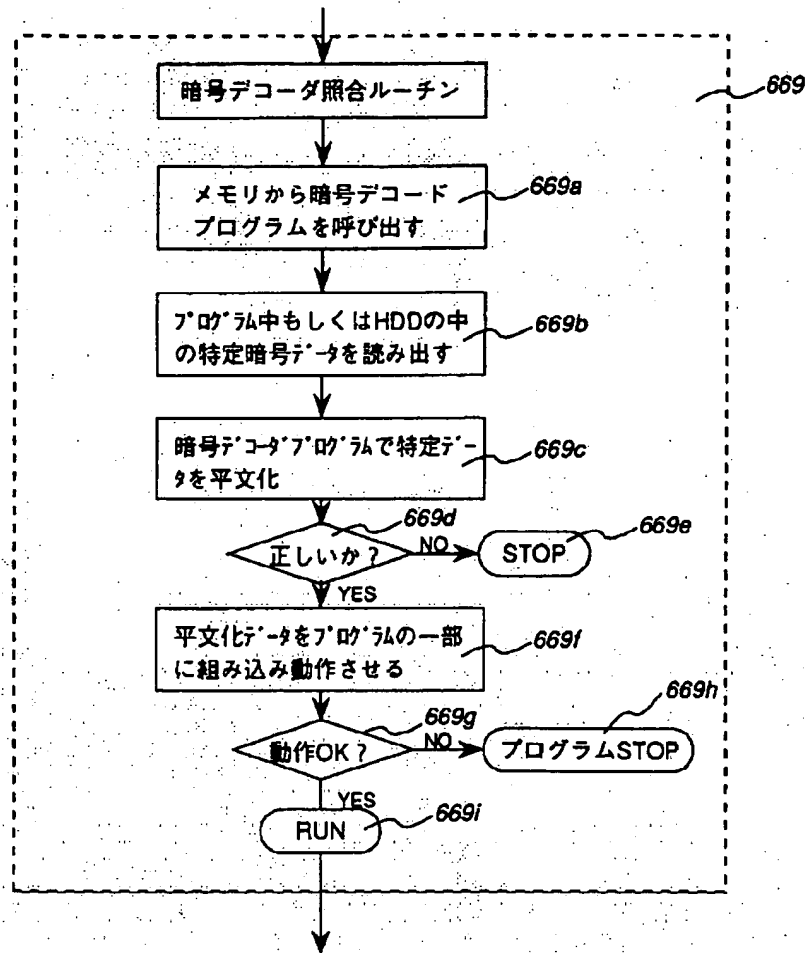 暗号デコーダ照合ルーチン
669
メモリから暗号デコード
プログラムを呼び出す
669a
プログラム中もしくはHDDの中
の特定暗号データを読み出す
669b
暗号デコーダプログラムで特定デー
タを平文化
669c
669d
正しいか?
NO
STOP
669e
YES
平文化データをプログラムの一部
に組み込み動作させる
669f
669g
動作OK?
NO
プログラムSTOP
669h
YES
RUN
669i